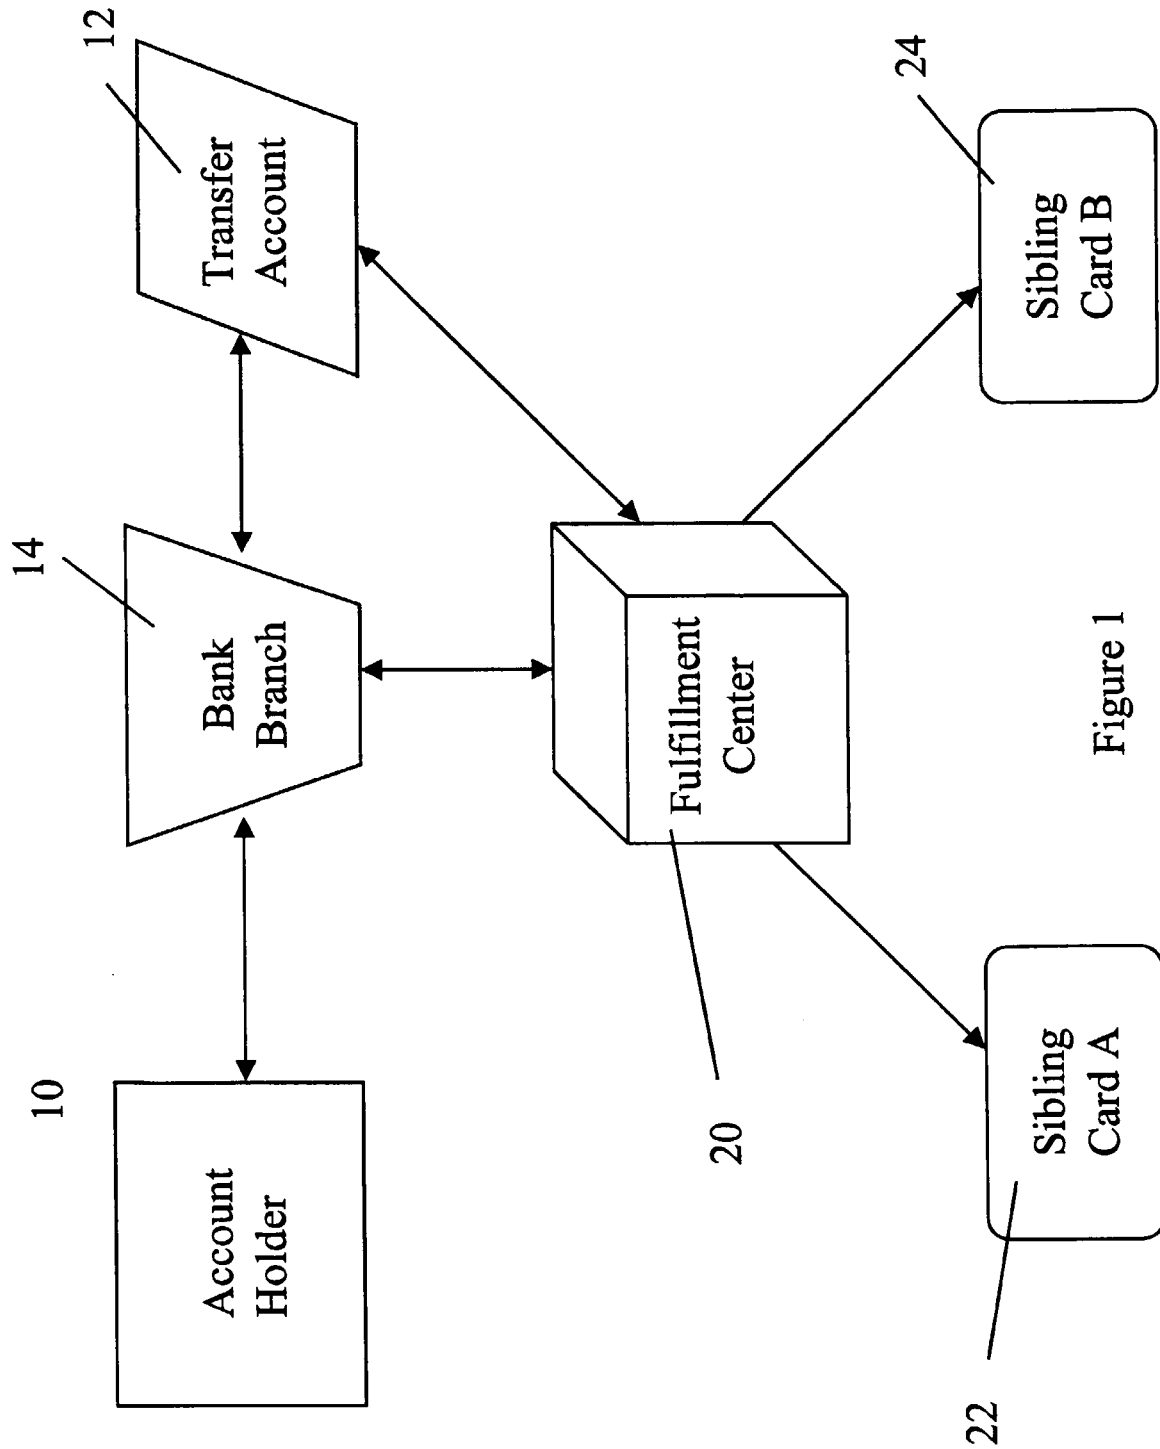 10
14
12
Account
Holder
Bank
Branch
Transfer
Account
20
Fulfillment
Center
22
Sibling
Card A
24
Sibling
Card B
Figure 1